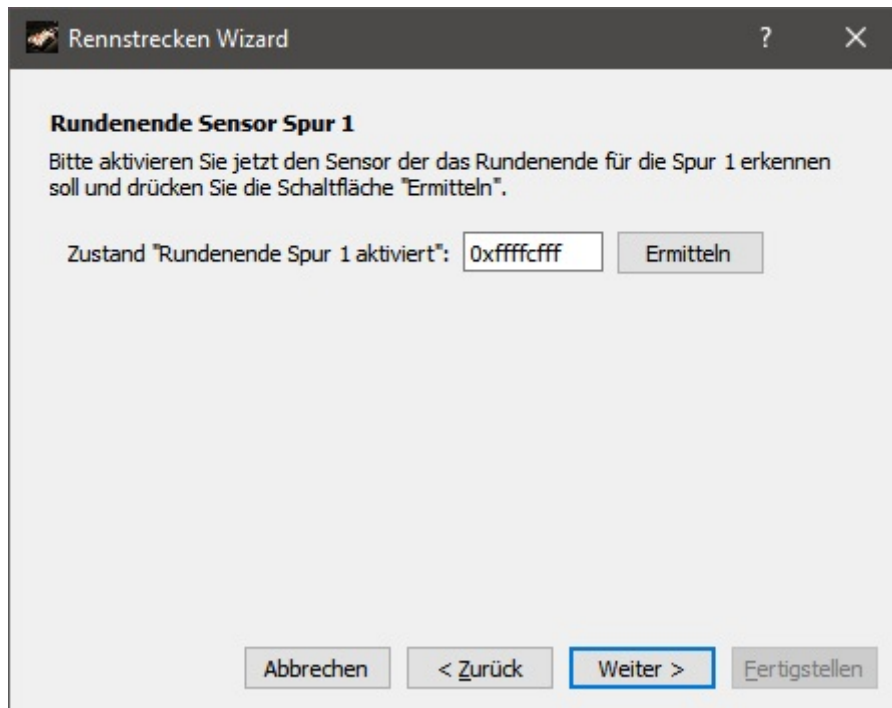 Rennstrecken Wizard
Rundenende Sensor Spur 1
Bitte aktivieren Sie jetzt den Sensor der das Rundenende für die Spur 1 erkennen
soll und drücken Sie die Schaltfläche "Ermitteln".
Zustand "Rundenende Spur 1 aktiviert": 0xffffcfff Ermitteln
Abbrechen < Zurück Weiter > Fertigstellen